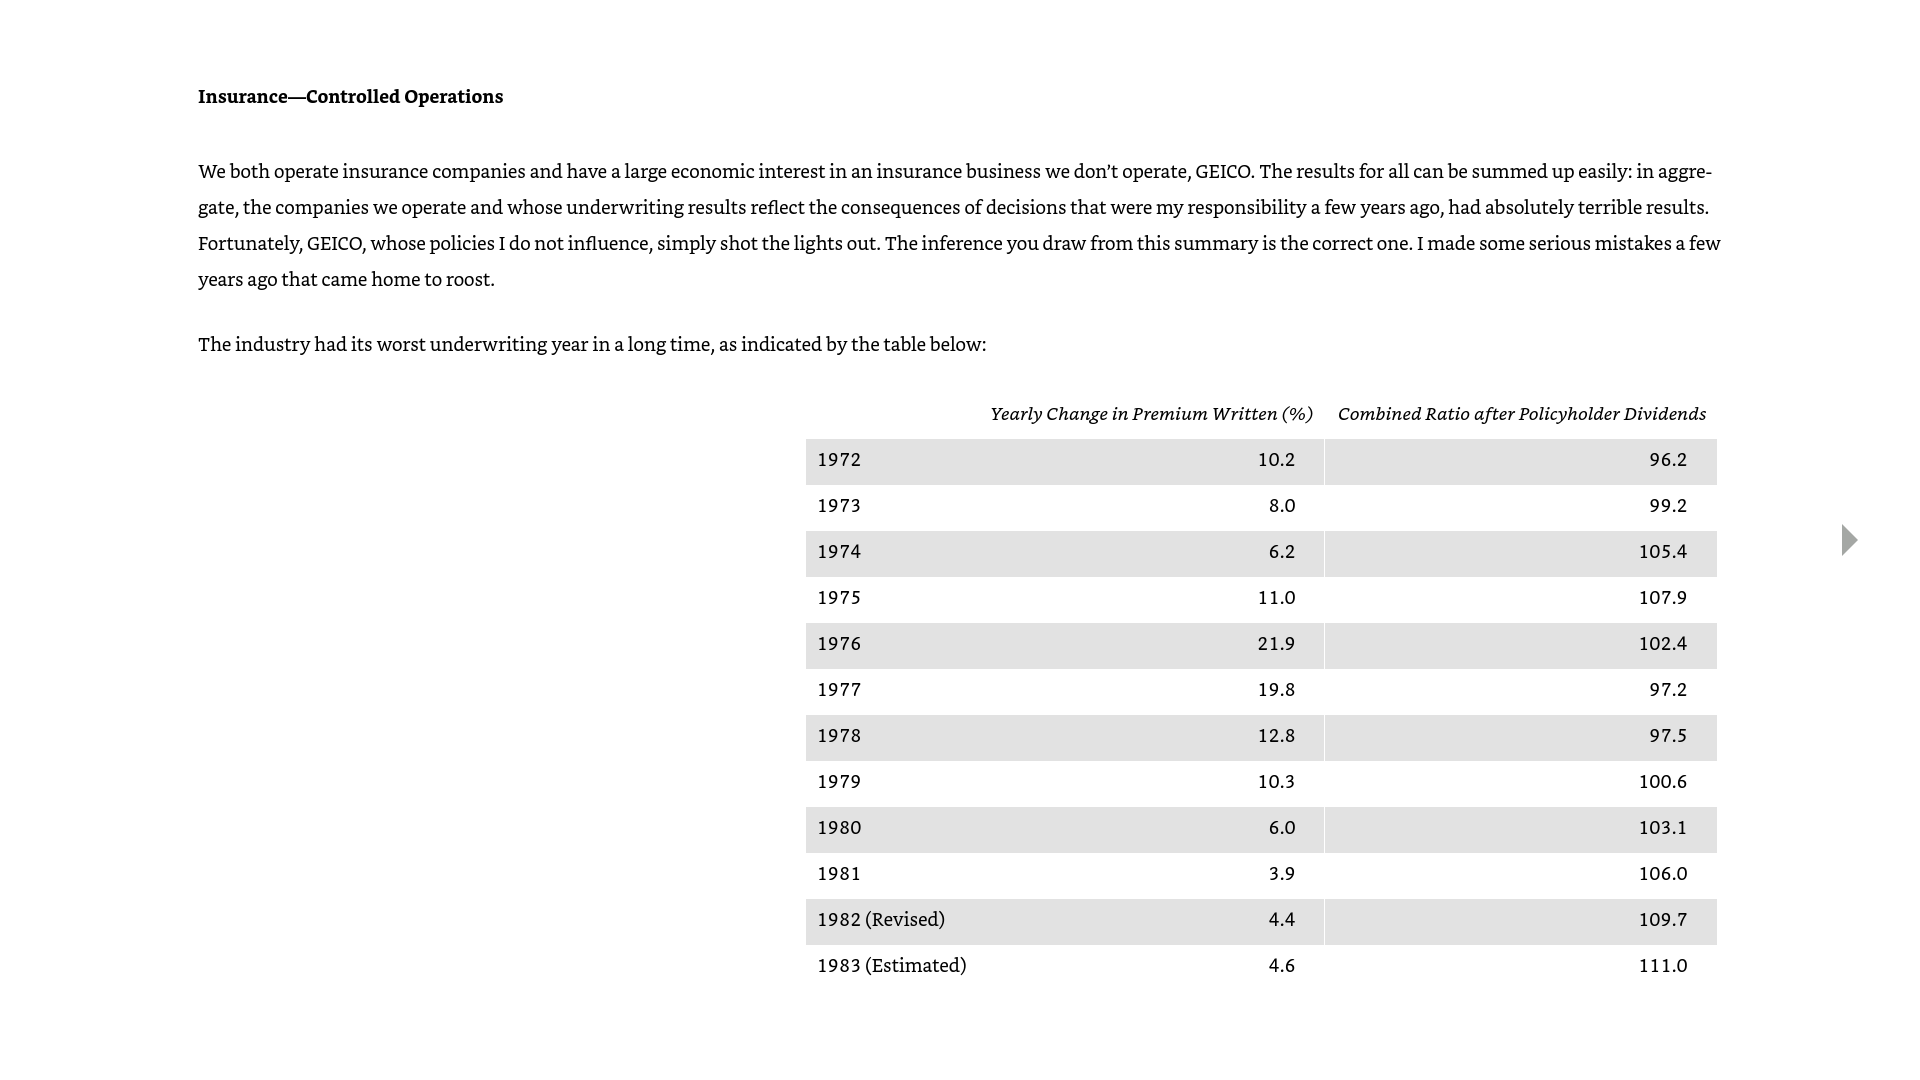 Insurance—Controlled Operations
We both operate insurance companies and have a large economic interest in an insurance business we don’t operate, GEICO. The results for all can be summed up easily: in aggre-
gate, the companies we operate and whose underwriting results reflect the consequences of decisions that were my responsibility a few years ago, had absolutely terrible results.
Fortunately, GEICO, whose policies I do not influence, simply shot the lights out. The inference you draw from this summary is the correct one. I made some serious mistakes a few
years ago that came home to roost.
The industry had its worst underwriting year in a long time, as indicated by the table below:
Yearly Change in Premium Written (%) Combined Ratio after Policyholder Dividends
1972 10.2 96.2
1973 8.0 99.2
1974 6.2 105.4
1975 11.0 107.9
1976 21.9 102.4
1977 19.8 97.2
1978 12.8 97.5
1979 10.3 100.6
1980 6.0 103.1
1981 3.9 106.0
1982 (Revised) 4.4 109.7
1983 (Estimated) 4.6 111.0